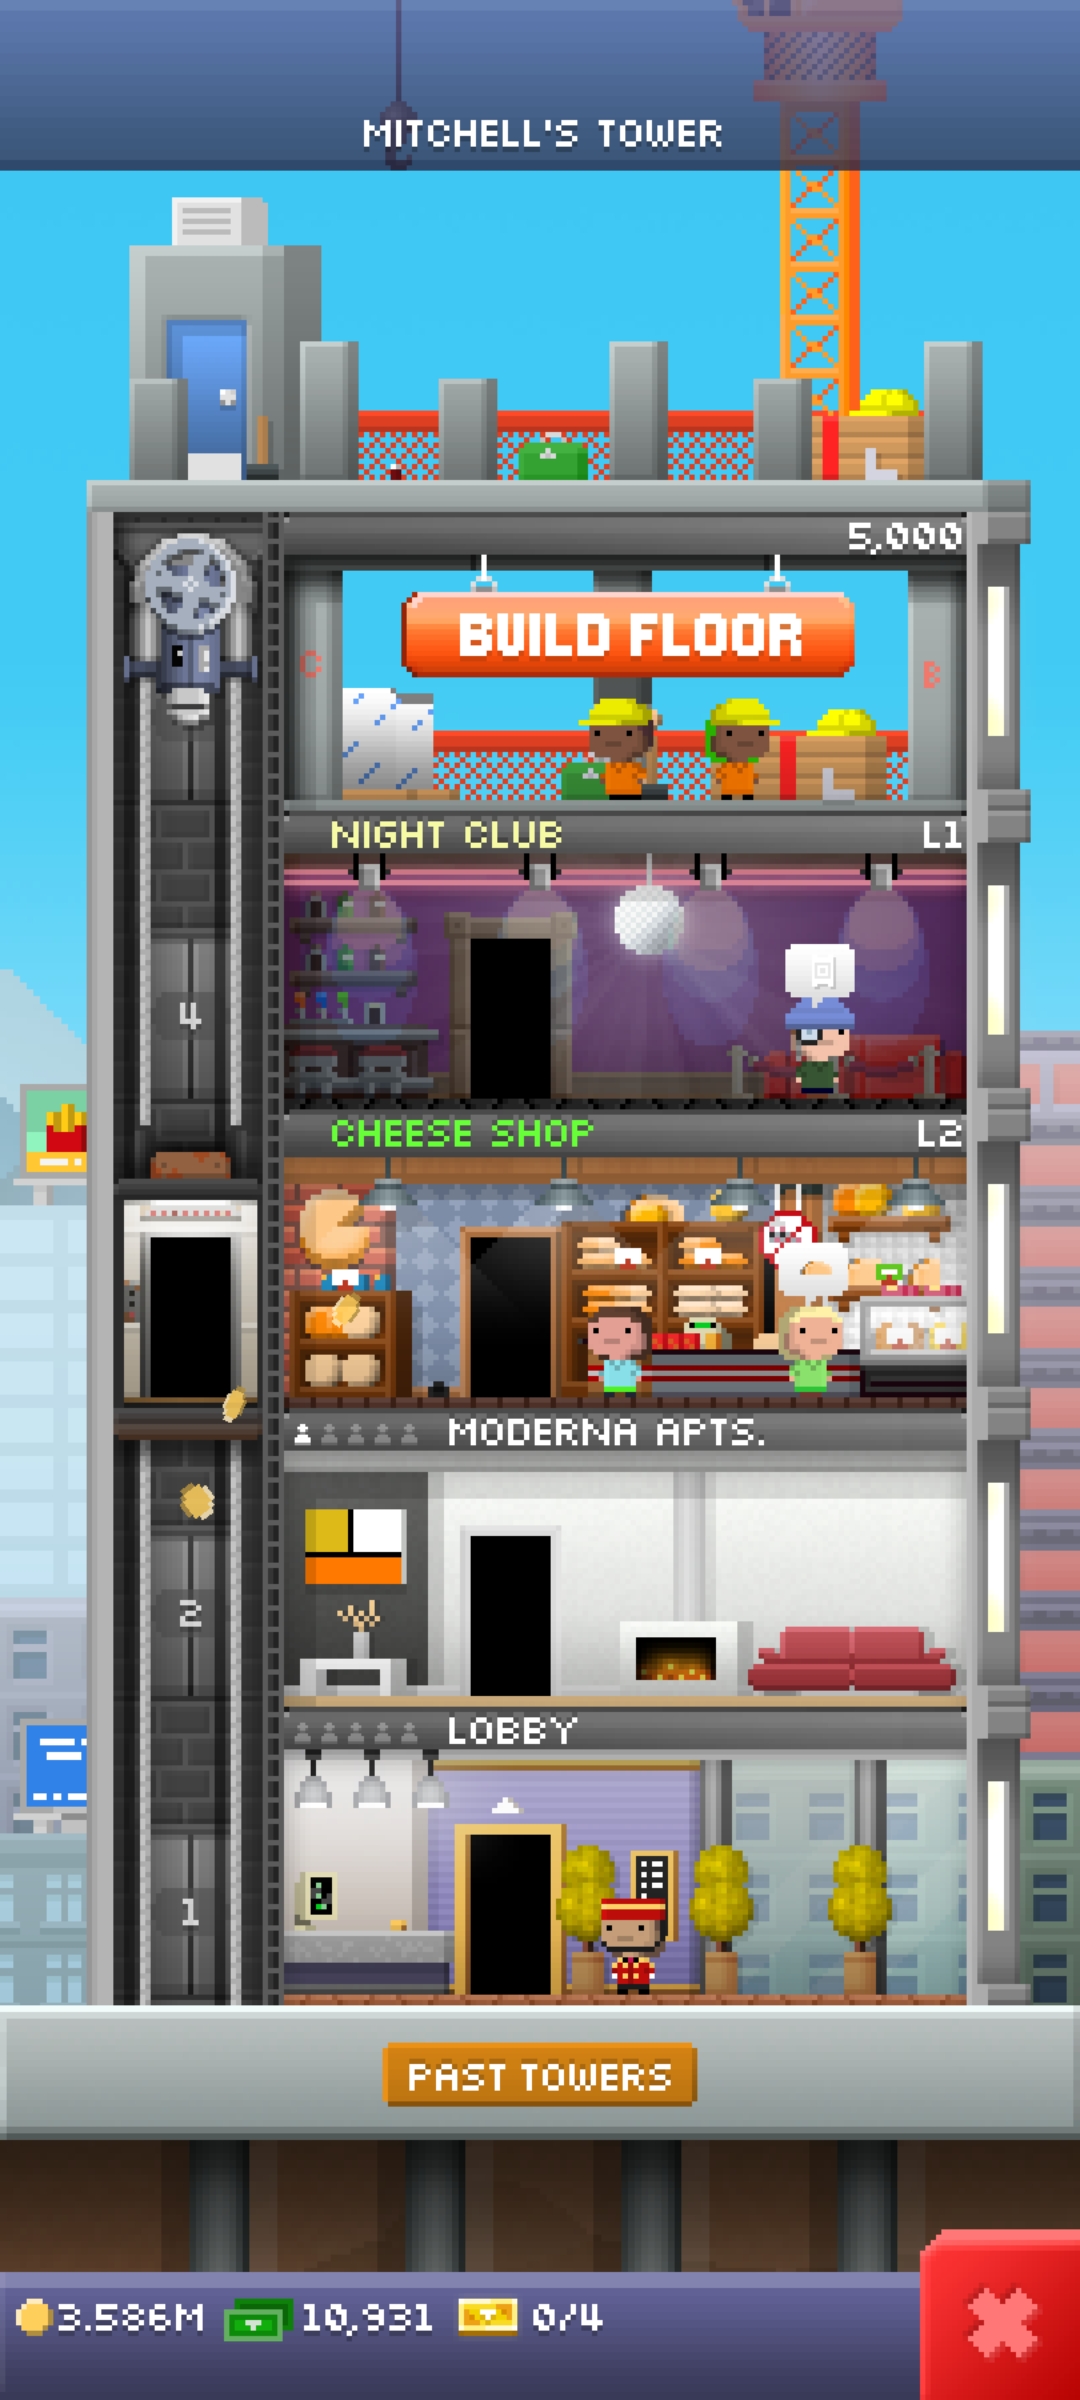 MITCHELL'S TOWER
5,000
BUILD FLOOR
C
B
NIGHT CLUB L1
4
CHEESE SHOP L2
MODERNA APTS.
2
LOBBY
1
PAST TOWERS
3.586M 10,931 0/4